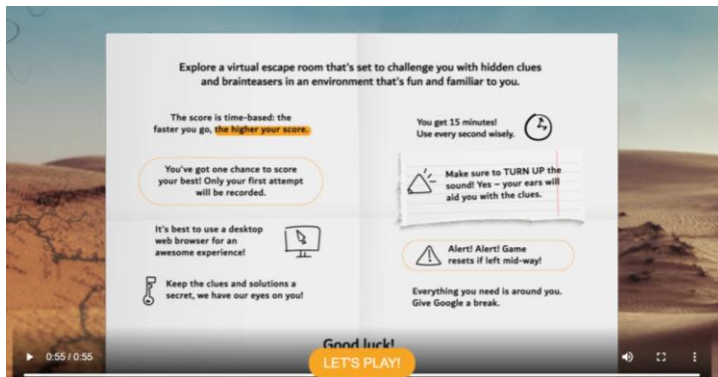 Explore a virtual escape room that's set to challenge you with hidden clues
and brainteasers in an environment that's fun and familiar to you.
The score is time-based: the
faster you go, the higher your score.
You've got one chance to score
your best! Only your first attempt
will be recorded.
It's best to use a desktop
web browser for an
awesome experience!
Keep the clues and solutions a
secret, we have our eyes on you!
You get 15 minutes!
Use every second wisely.
Make sure to TURN UP the
sound! Yes – your ears will
aid you with the clues.
Alert! Alert! Game
resets if left mid-way!
Everything you need is around you.
Give Google a break.
Good luck!
LET'S PLAY!
0:55 / 0:55